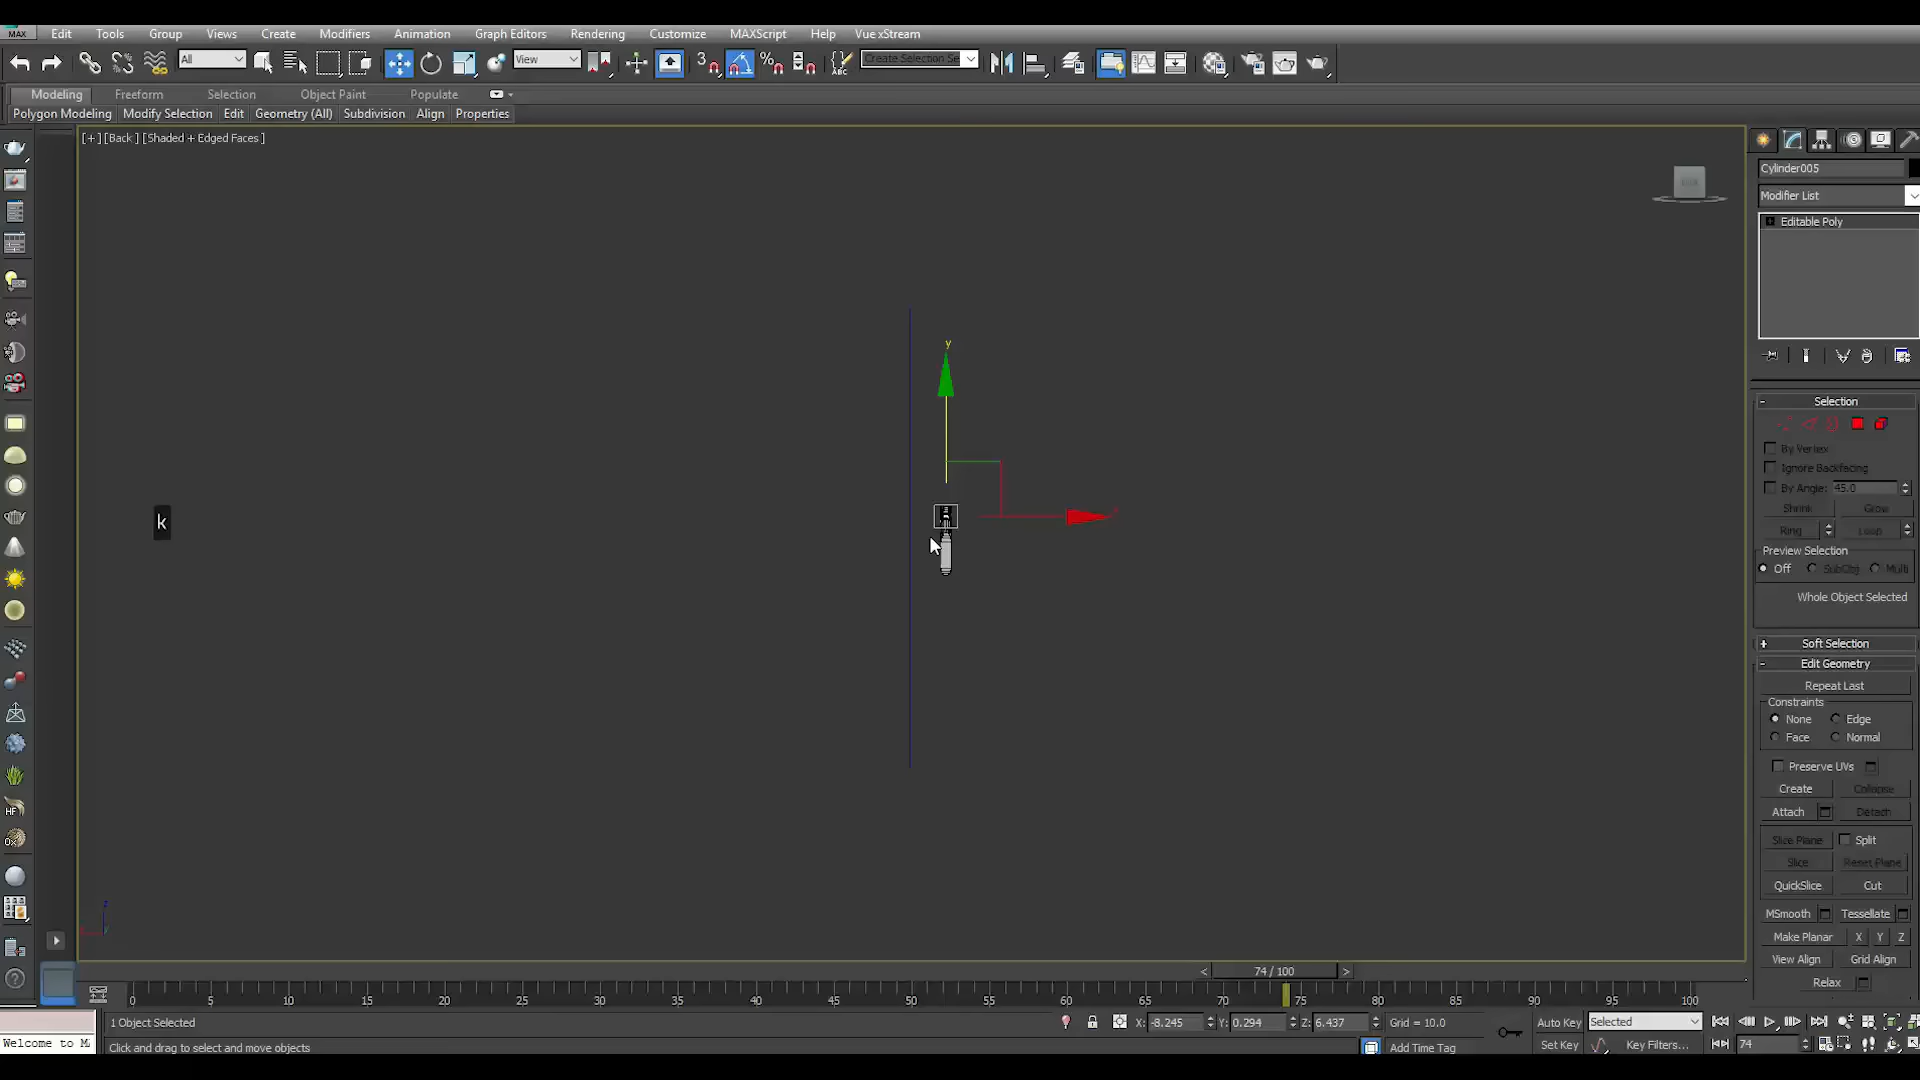 MAX Edit Tools Group Views Create Modifiers Animation Graph Editors Rendering Customize MAXScript Help Vue xStream
All View 3 % ABC Create Selection Se
Modeling Freeform Selection Object Paint Populate
Polygon Modeling Modify Selection Edit Geometry (All) Subdivision Align Properties
[+] [Back] [Shaded + Edged Faces]
Cylinder005
Modifier List
Editable Poly
y
k
- Selection
By Vertex
Ignore Backfacing
By Angle: 45.0
Shrink Grow
Ring Loop
Preview Selection
Off SubObj Multi
Whole Object Selected
+ Soft Selection
- Edit Geometry
Repeat Last
Constraints
None Edge
Face Normal
Preserve UVs
Create Collapse
Attach Detach
Slice Plane Split
Slice Reset Plane
QuickSlice Cut
MSmooth Tessellate
Make Planar X Y Z
View Align Grid Align
Relax
HF
z
< 74 / 100 >
0 5 10 15 20 25 30 35 40 45 50 55 60 65 70 75 80 85 90 95 100
1 Object Selected X: -8.245 Y: 0.294 Z: 6.437 Grid = 10.0 Auto Key Selected
Welcome to M
Click and drag to select and move objects Add Time Tag Set Key Key Filters... 74